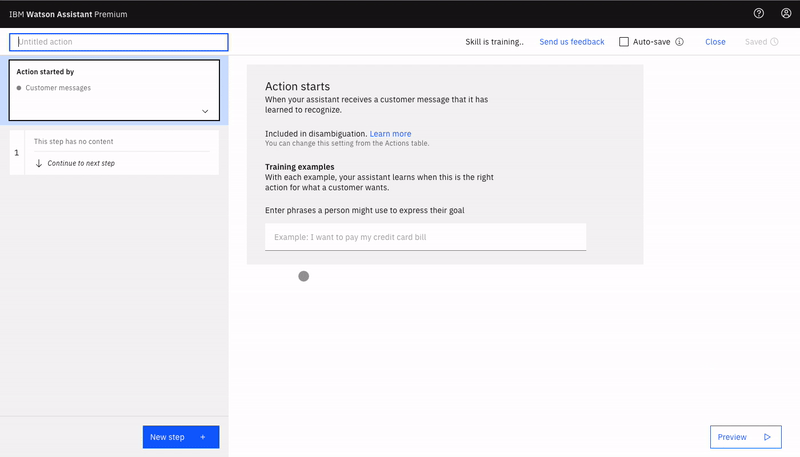 IBM Watson Assistant Premium
Untitled action
Skill is training..
Send us feedback
Auto-save
Close
Saved
Action started by
Customer messages
1
This step has no content
Continue to next step
Action starts
When your assistant receives a customer message that it has
learned to recognize.
Included in disambiguation. Learn more
You can change this setting from the Actions table.
Training examples
With each example, your assistant learns when this is the right
action for what a customer wants.
Enter phrases a person might use to express their goal
Example: I want to pay my credit card bill
New step +
Preview